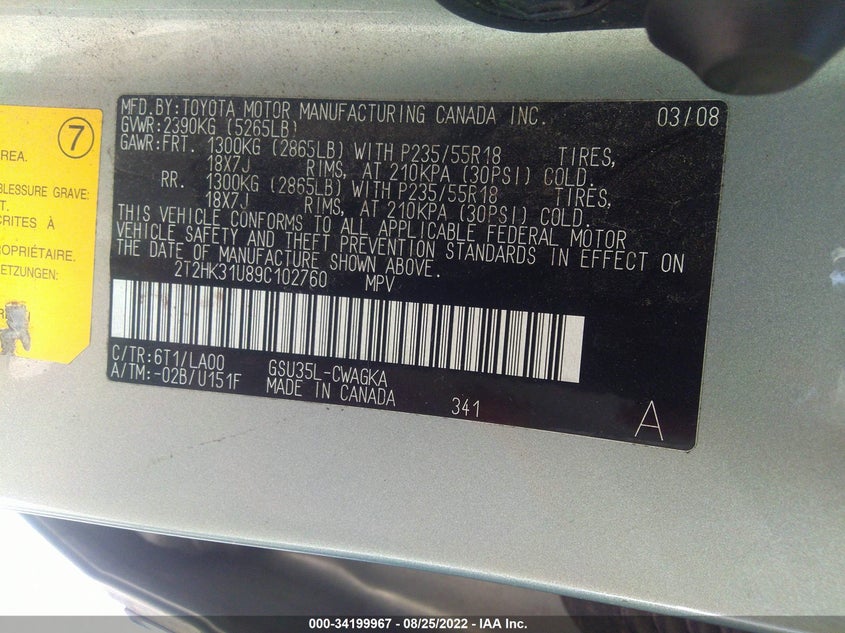 7
AREA.
BLESSURE GRAVE:
T.
CRITES À
PROPRIÉTAIRE.
ETZUNGEN:
MFD.BY:TOYOTA MOTOR MANUFACTURING CANADA INC. 03/08
GVWR:2390KG (5265LB)
GAWR:FRT. 1300KG (2865LB) WITH P235/55R18 TIRES,
18X7J RIMS, AT 210KPA (30PSI) COLD.
RR. 1300KG (2865LB) WITH P235/55R18 TIRES,
18X7J RIMS, AT 210KPA (30PSI) COLD.
THIS VEHICLE CONFORMS TO ALL APPLICABLE FEDERAL MOTOR
VEHICLE SAFETY AND THEFT PREVENTION STANDARDS IN EFFECT ON
THE DATE OF MANUFACTURE SHOWN ABOVE.
2T2HK31U89C102760 MPV
C/TR:6T1/LA00 GSU35L-CWAGKA
A/TM:-02B/U151F MADE IN CANADA 341 A
000-34199967 - 08/25/2022 - IAA Inc.